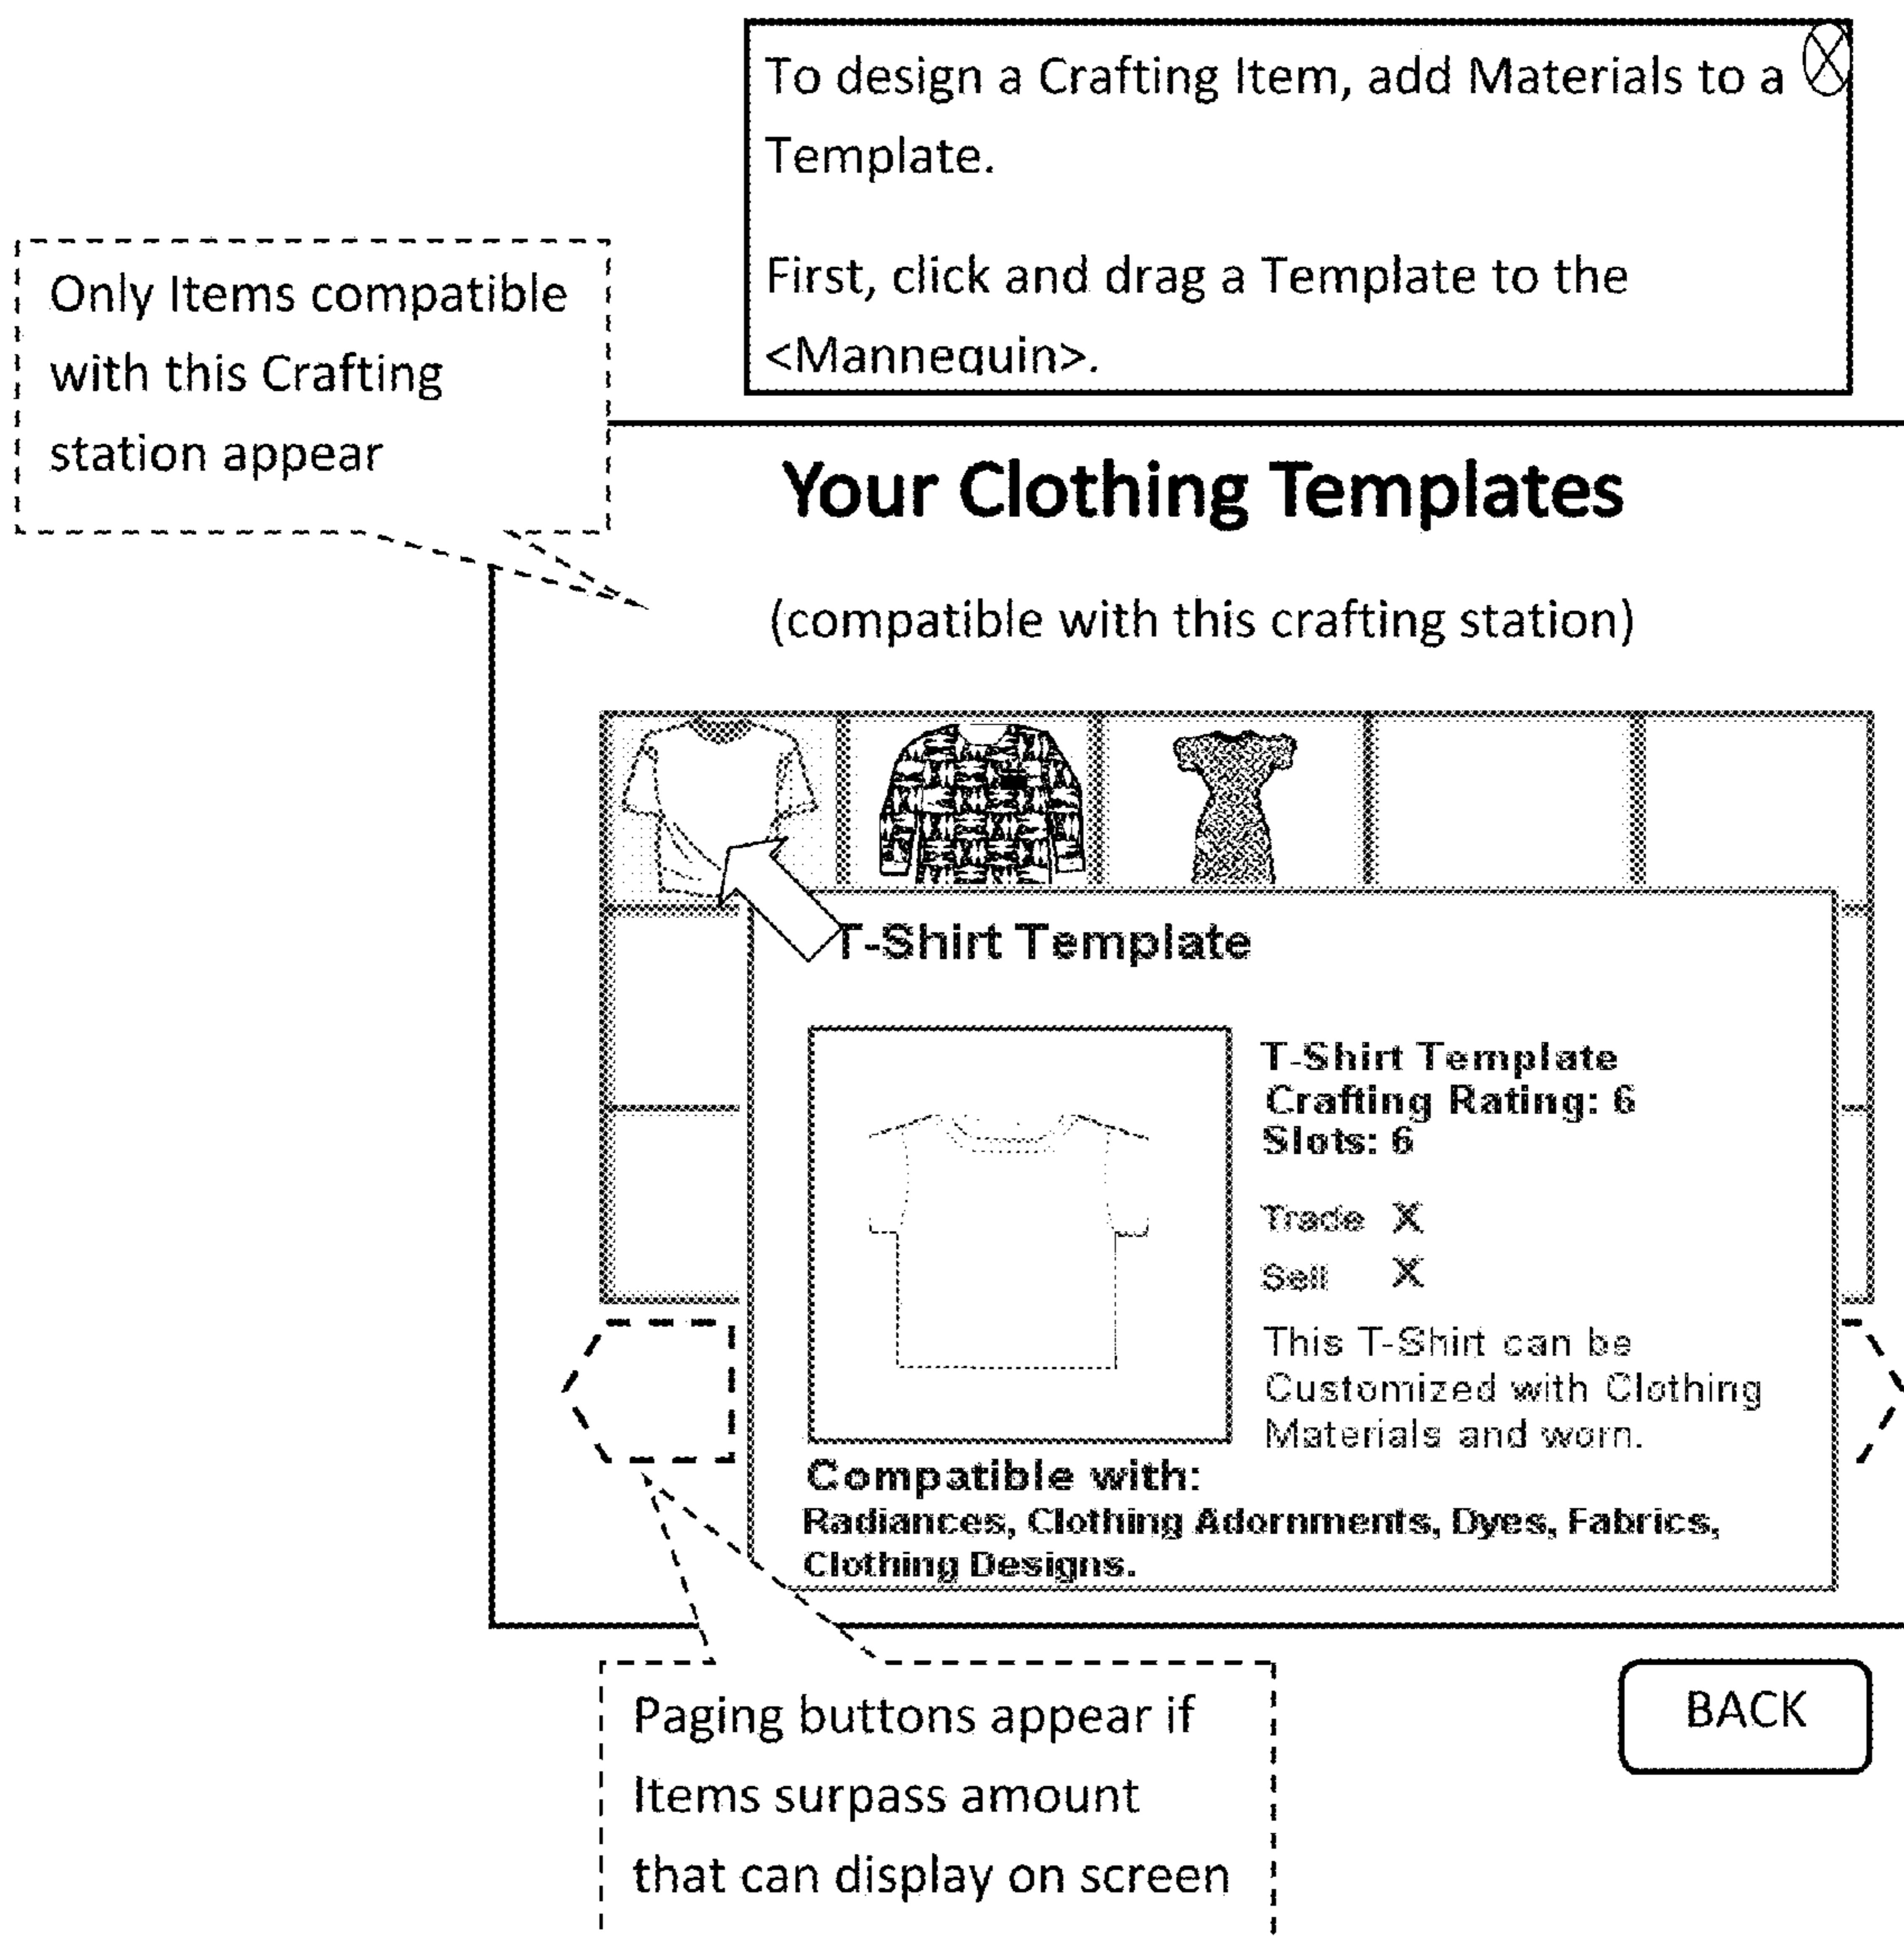 To design a Crafting Item, add Materials to a
Template.
First, click and drag a Template to the
<Mannequin>.
Only Items compatible
with this Crafting
station appear
Your Clothing Templates
(compatible with this crafting station)
T-Shirt Template
T-Shirt Template
Crafting Rating: 6
Slots: 6
Trade X
Sell X
This T-Shirt can be
Customized with Clothing
Materials and worn.
Compatible with:
Radiances, Clothing Adornments, Dyes, Fabrics,
Clothing Designs.
Paging buttons appear if
Items surpass amount
that can display on screen
BACK